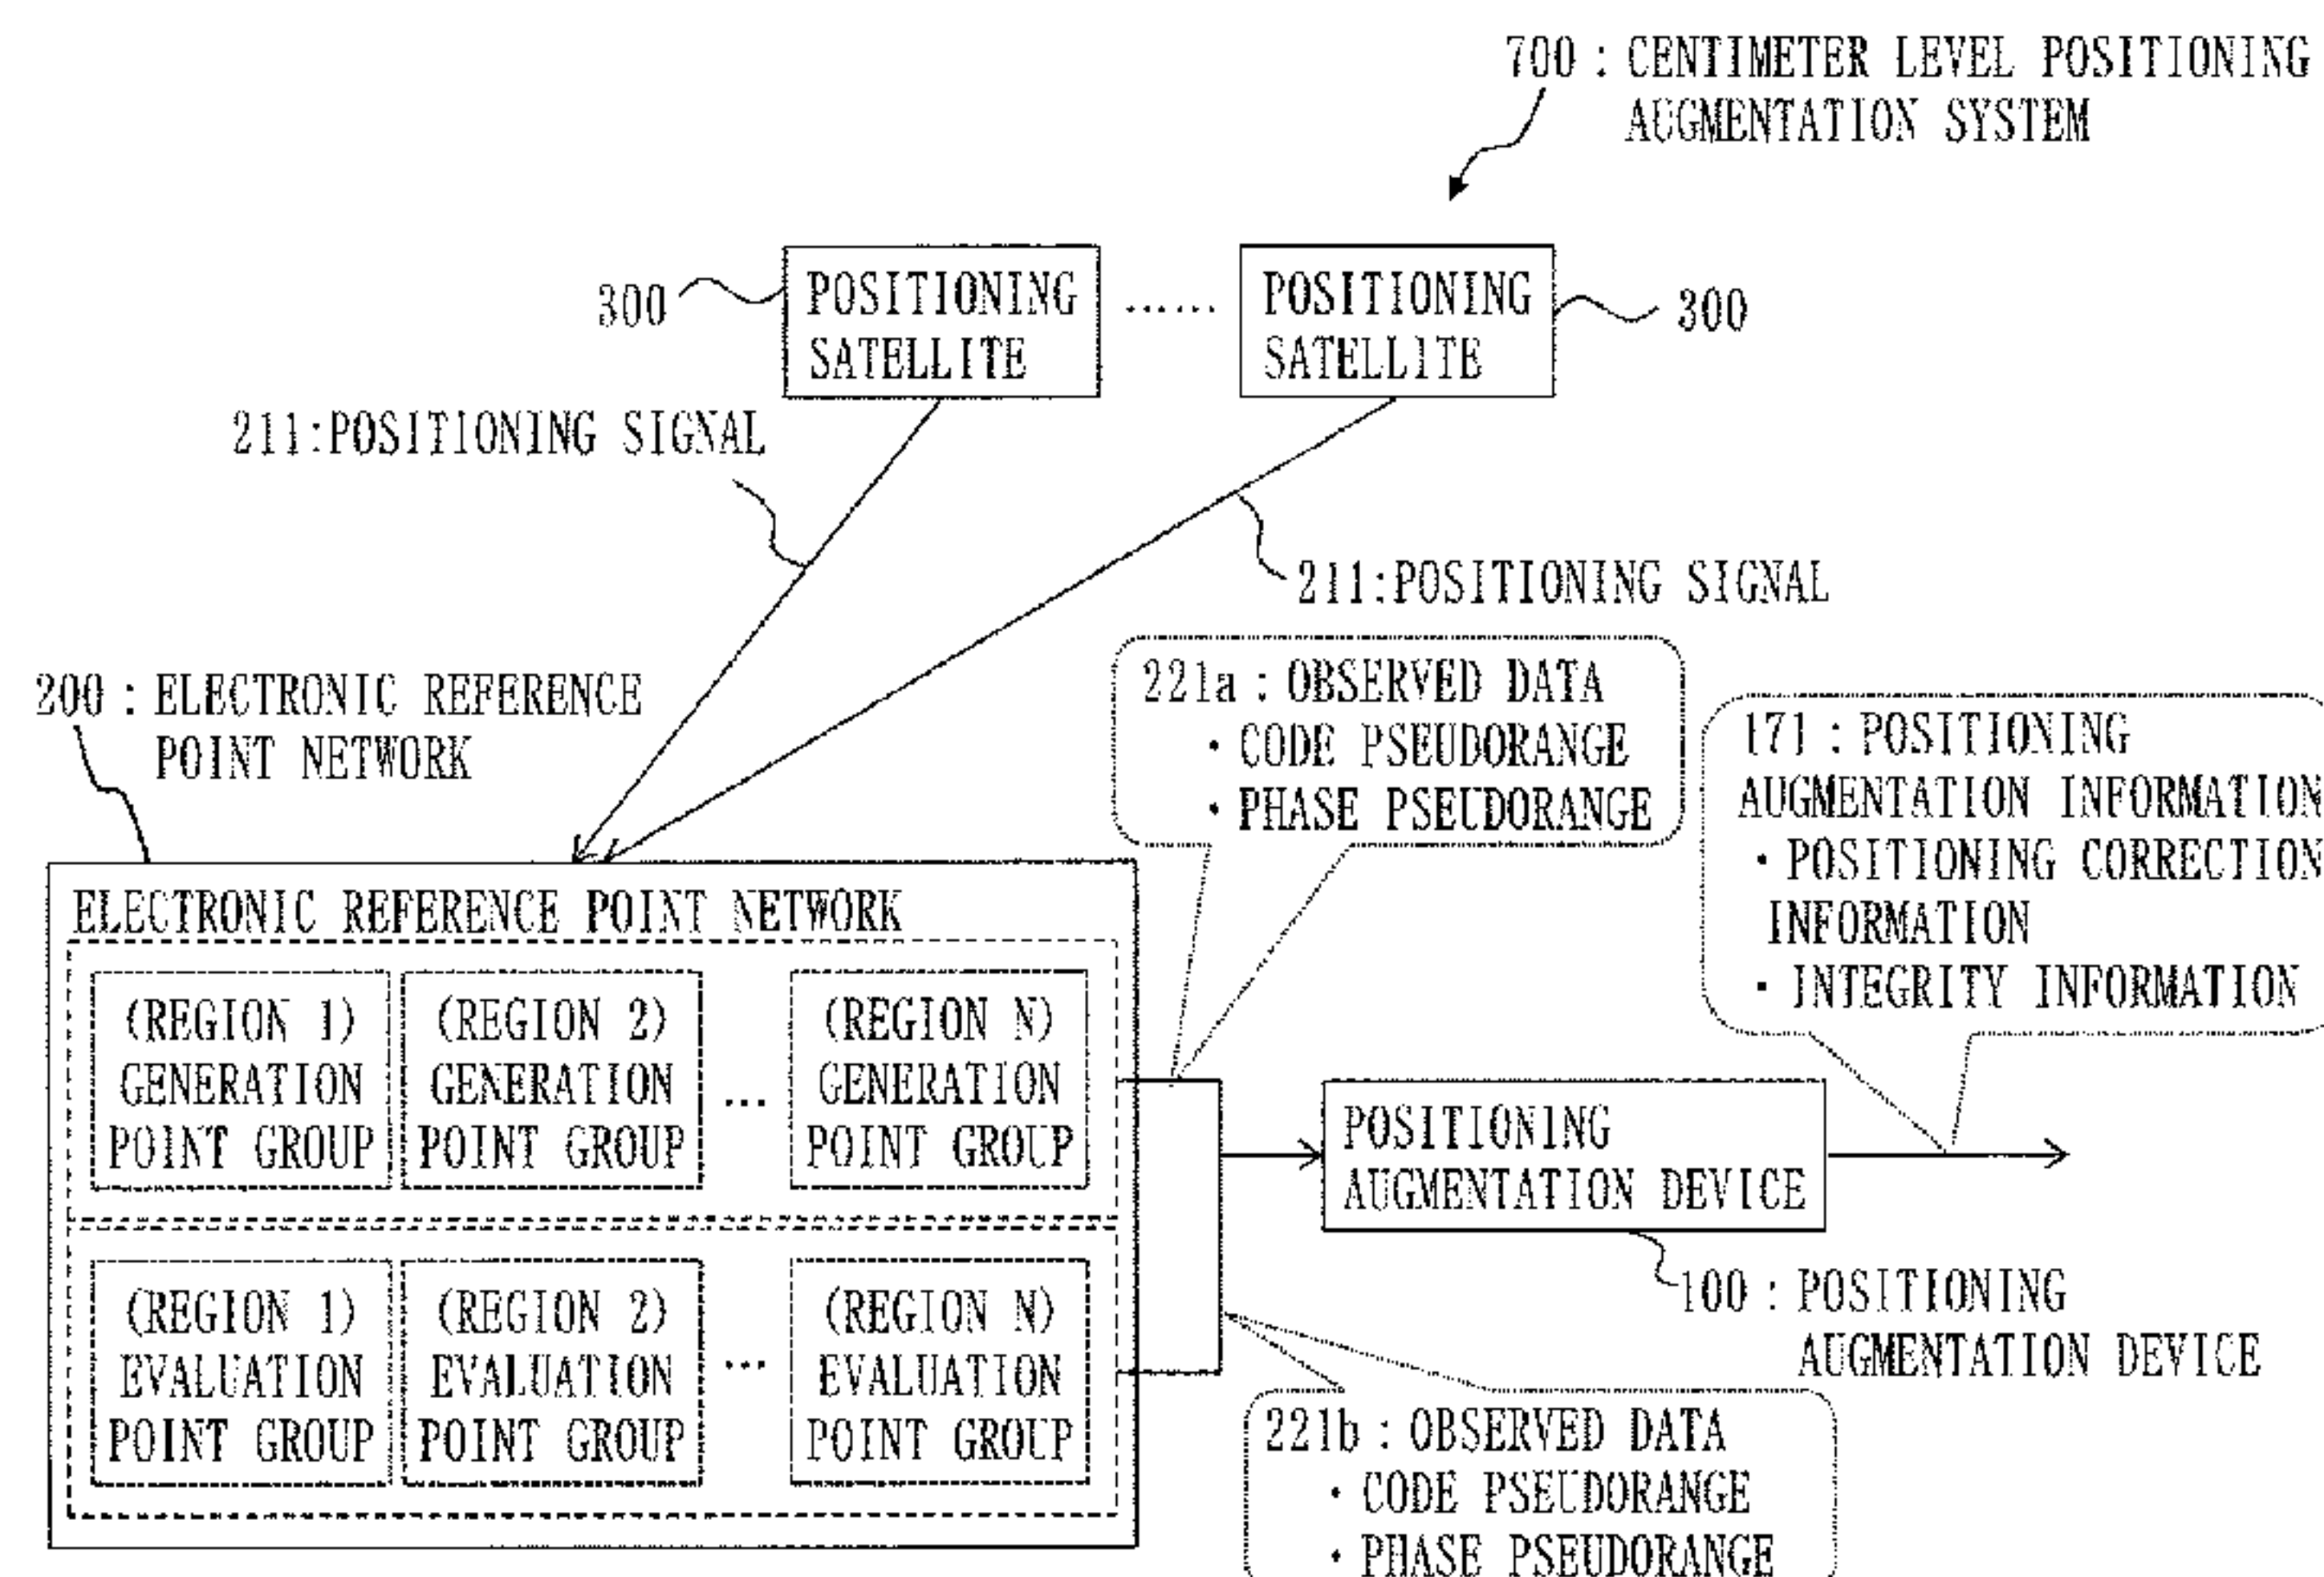 700 : CENTIMETER LEVEL POSITIONING
AUGMENTATION SYSTEM
300
POSITIONING
SATELLITE
......
POSITIONING
SATELLITE
300
211:POSITIONING SIGNAL
211:POSITIONING SIGNAL
200 : ELECTRONIC REFERENCE
POINT NETWORK
221a : OBSERVED DATA
・CODE PSEUDORANGE
・PHASE PSEUDORANGE
171 : POSITIONING
AUGMENTATION INFORMATION
・POSITIONING CORRECTION
INFORMATION
・INTEGRITY INFORMATION
ELECTRONIC REFERENCE POINT NETWORK
(REGION 1)
GENERATION
POINT GROUP
(REGION 2)
GENERATION
POINT GROUP
...
(REGION N)
GENERATION
POINT GROUP
(REGION 1)
EVALUATION
POINT GROUP
(REGION 2)
EVALUATION
POINT GROUP
...
(REGION N)
EVALUATION
POINT GROUP
POSITIONING
AUGMENTATION DEVICE
100 : POSITIONING
AUGMENTATION DEVICE
221b : OBSERVED DATA
・CODE PSEUDORANGE
・PHASE PSEUDORANGE